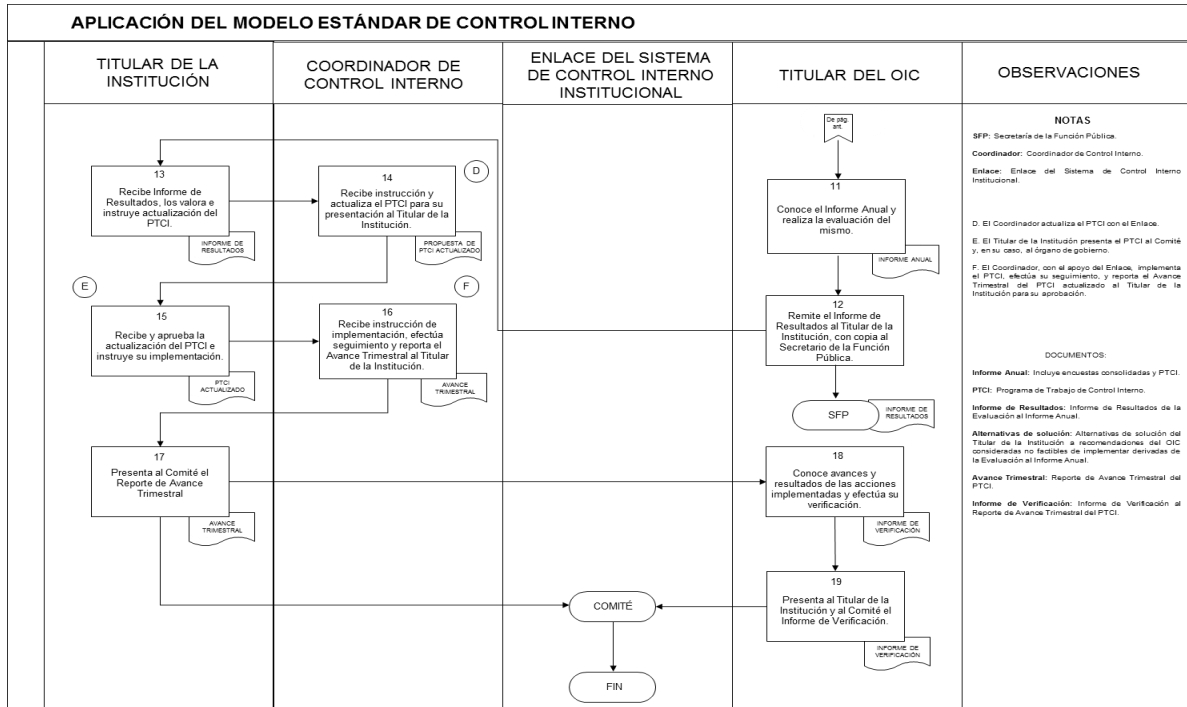 APLICACIÓN DEL MODELO ESTÁNDAR DE CONTROL INTERNO
TITULAR DE LA
INSTITUCIÓN
COORDINADOR DE
CONTROL INTERNO
ENLACE DEL SISTEMA
DE CONTROL INTERNO
INSTITUCIONAL
TITULAR DEL OIC
OBSERVACIONES
De pág.
ant.
13
Recibe Informe de
Resultados, los valora e
instruye actualización del
PTCI.
INFORME DE
RESULTADOS
14
Recibe instrucción y
actualiza el PTCI para su
presentación al Titular de la
Institución.
PROPUESTA DE
PTCI ACTUALIZADO
D
11
Conoce el Informe Anual y
realiza la evaluación del
mismo.
INFORME ANUAL
E
15
Recibe y aprueba la
actualización del PTCI e
instruye su implementación.
PTCI
ACTUALIZADO
F
16
Recibe instrucción de
implementación, efectúa
seguimiento y reporta el
Avance Trimestral al Titular
de la Institución.
AVANCE
TRIMESTRAL
12
Remite el Informe de
Resultados al Titular de la
Institución, con copia al
Secretario de la Función
Pública.
SFP
INFORME DE
RESULTADOS
17
Presenta al Comité el
Reporte de Avance
Trimestral
AVANCE
TRIMESTRAL
18
Conoce avances y
resultados de las acciones
implementadas y efectúa su
verificación.
INFORME DE
VERIFICACIÓN
19
Presenta al Titular de la
Institución y al Comité el
Informe de Verificación.
INFORME DE
VERIFICACIÓN
COMITÉ
FIN
NOTAS
SFP: Secretaría de la Función Pública.
Coordinador: Coordinador de Control Interno.
Enlace: Enlace del Sistema de Control Interno
Institucional.
D. El Coordinador actualiza el PTCI con el Enlace.
E. El Titular de la Institución presenta el PTCI al Comité
y, en su caso, al órgano de gobierno.
F. El Coordinador, con el apoyo del Enlace, implementa
el PTCI, efectúa su seguimiento, y reporta el Avance
Trimestral del PTCI actualizado al Titular de la
Institución para su aprobación.
DOCUMENTOS:
Informe Anual: Incluye encuestas consolidadas y PTCI.
PTCI: Programa de Trabajo de Control Interno.
Informe de Resultados: Informe de Resultados de la
Evaluación al Informe Anual.
Alternativas de solución: Alternativas de solución del
Titular de la Institución a recomendaciones del OIC
consideradas no factibles de implementar derivadas de
la Evaluación al Informe Anual.
Avance Trimestral: Reporte de Avance Trimestral del
PTCI.
Informe de Verificación: Informe de Verificación al
Reporte de Avance Trimestral del PTCI.